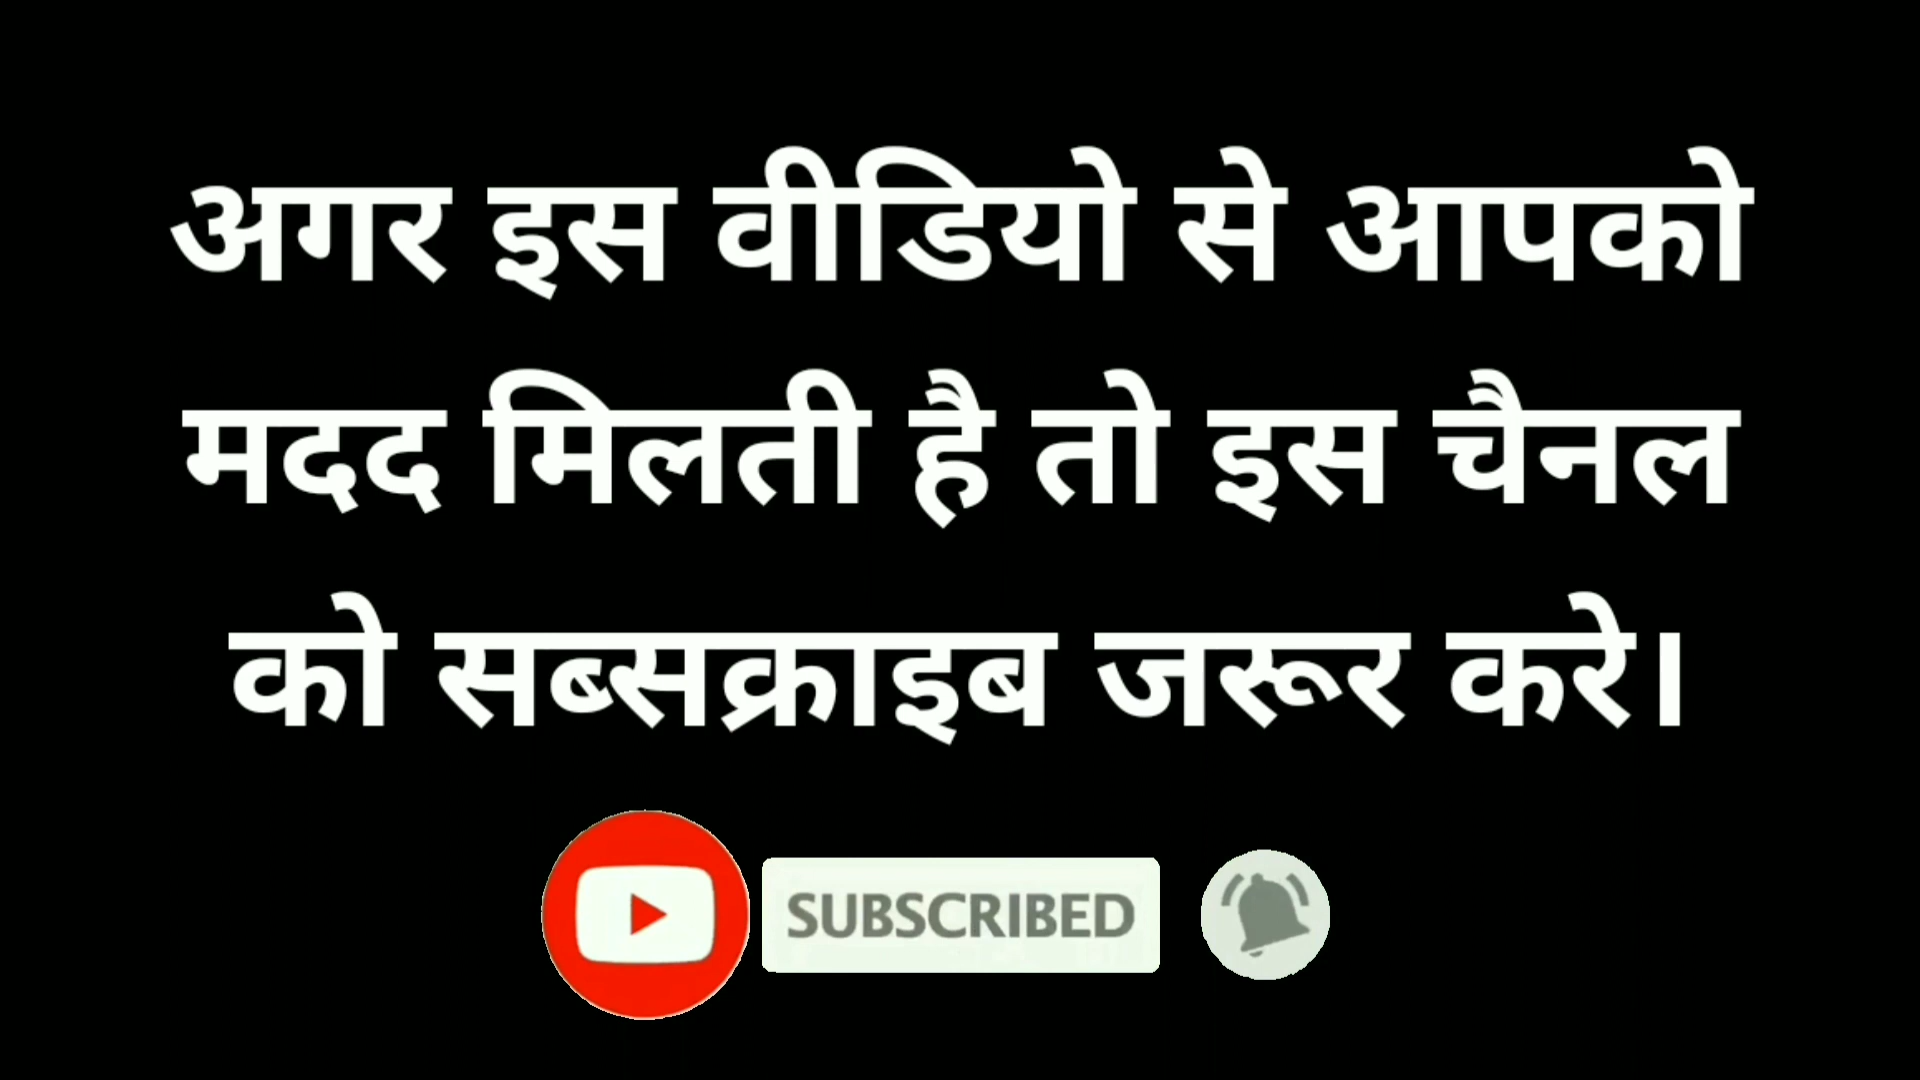 अगर इस वीडियो से आपको
मदद मिलती है तो इस चैनल
को सब्सक्राइब जरूर करे।
SUBSCRIBED